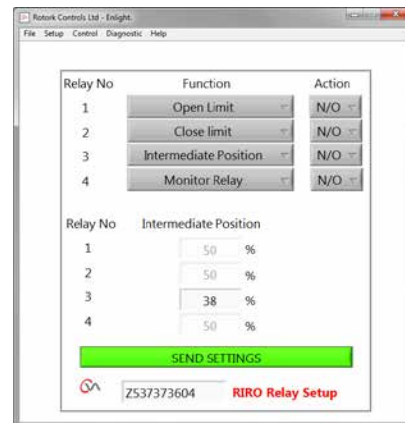 Rotork Controls Ltd - Enlight.
File Setup Control Diagnostic Help
Relay No Function Action
1 Open Limit N/O
2 Close limit N/O
3 Intermediate Position N/O
4 Monitor Relay N/O
Relay No Intermediate Position
1 50 %
2 50 %
3 38 %
4 50 %
SEND SETTINGS
Z537373604 RIRO Relay Setup